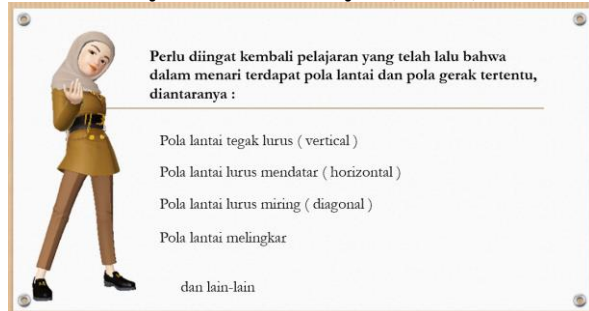 Perlu diingat kembali pelajaran yang telah lalu bahwa
dalam menari terdapat pola lantai dan pola gerak tertentu,
diantaranya :
Pola lantai tegak lurus ( vertical )
Pola lantai lurus mendatar ( horizontal )
Pola lantai lurus miring ( diagonal )
Pola lantai melingkar
dan lain-lain